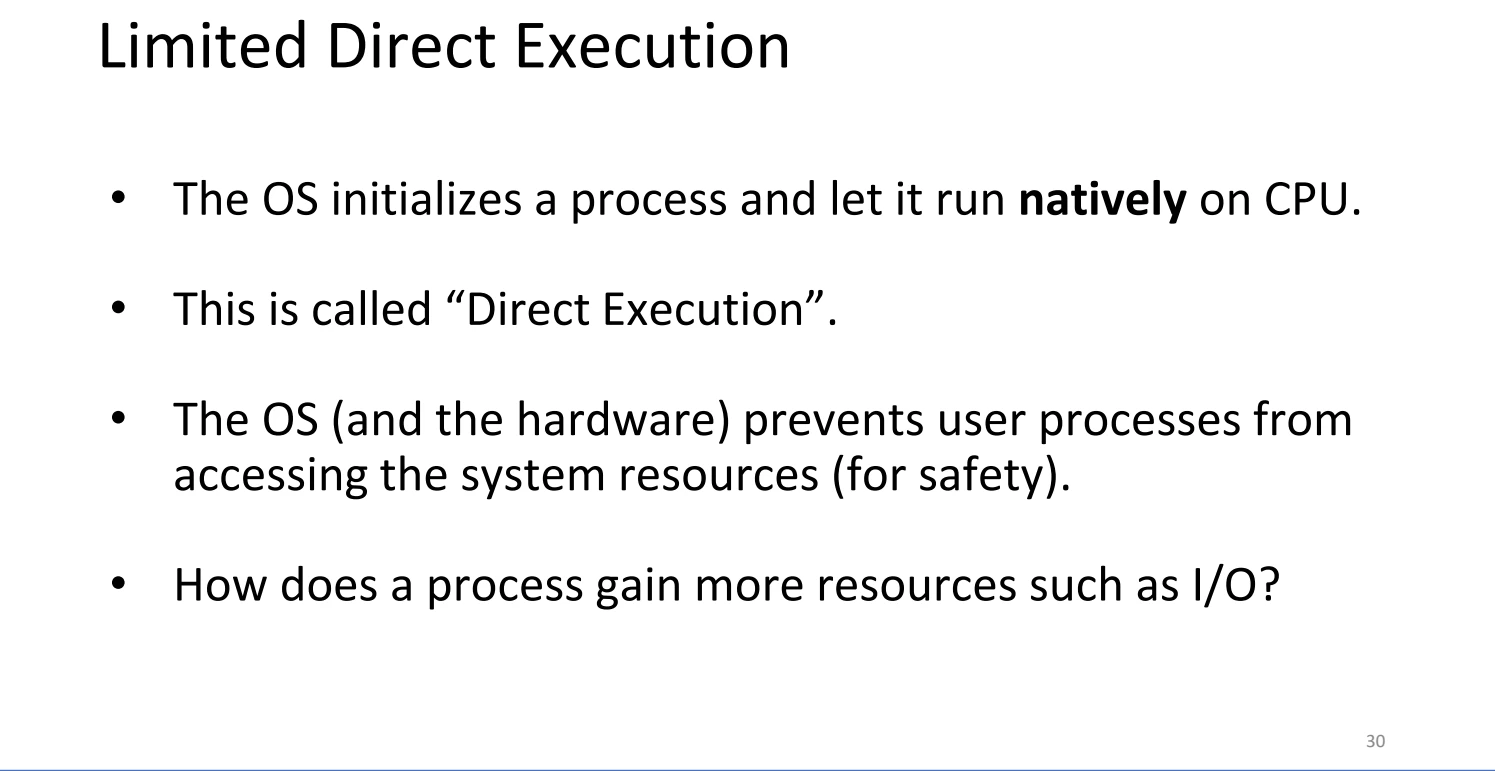 Limited Direct Execution
• The OS initializes a process and let it run natively on CPU.
• This is called “Direct Execution”.
• The OS (and the hardware) prevents user processes from
accessing the system resources (for safety).
• How does a process gain more resources such as I/O?
30